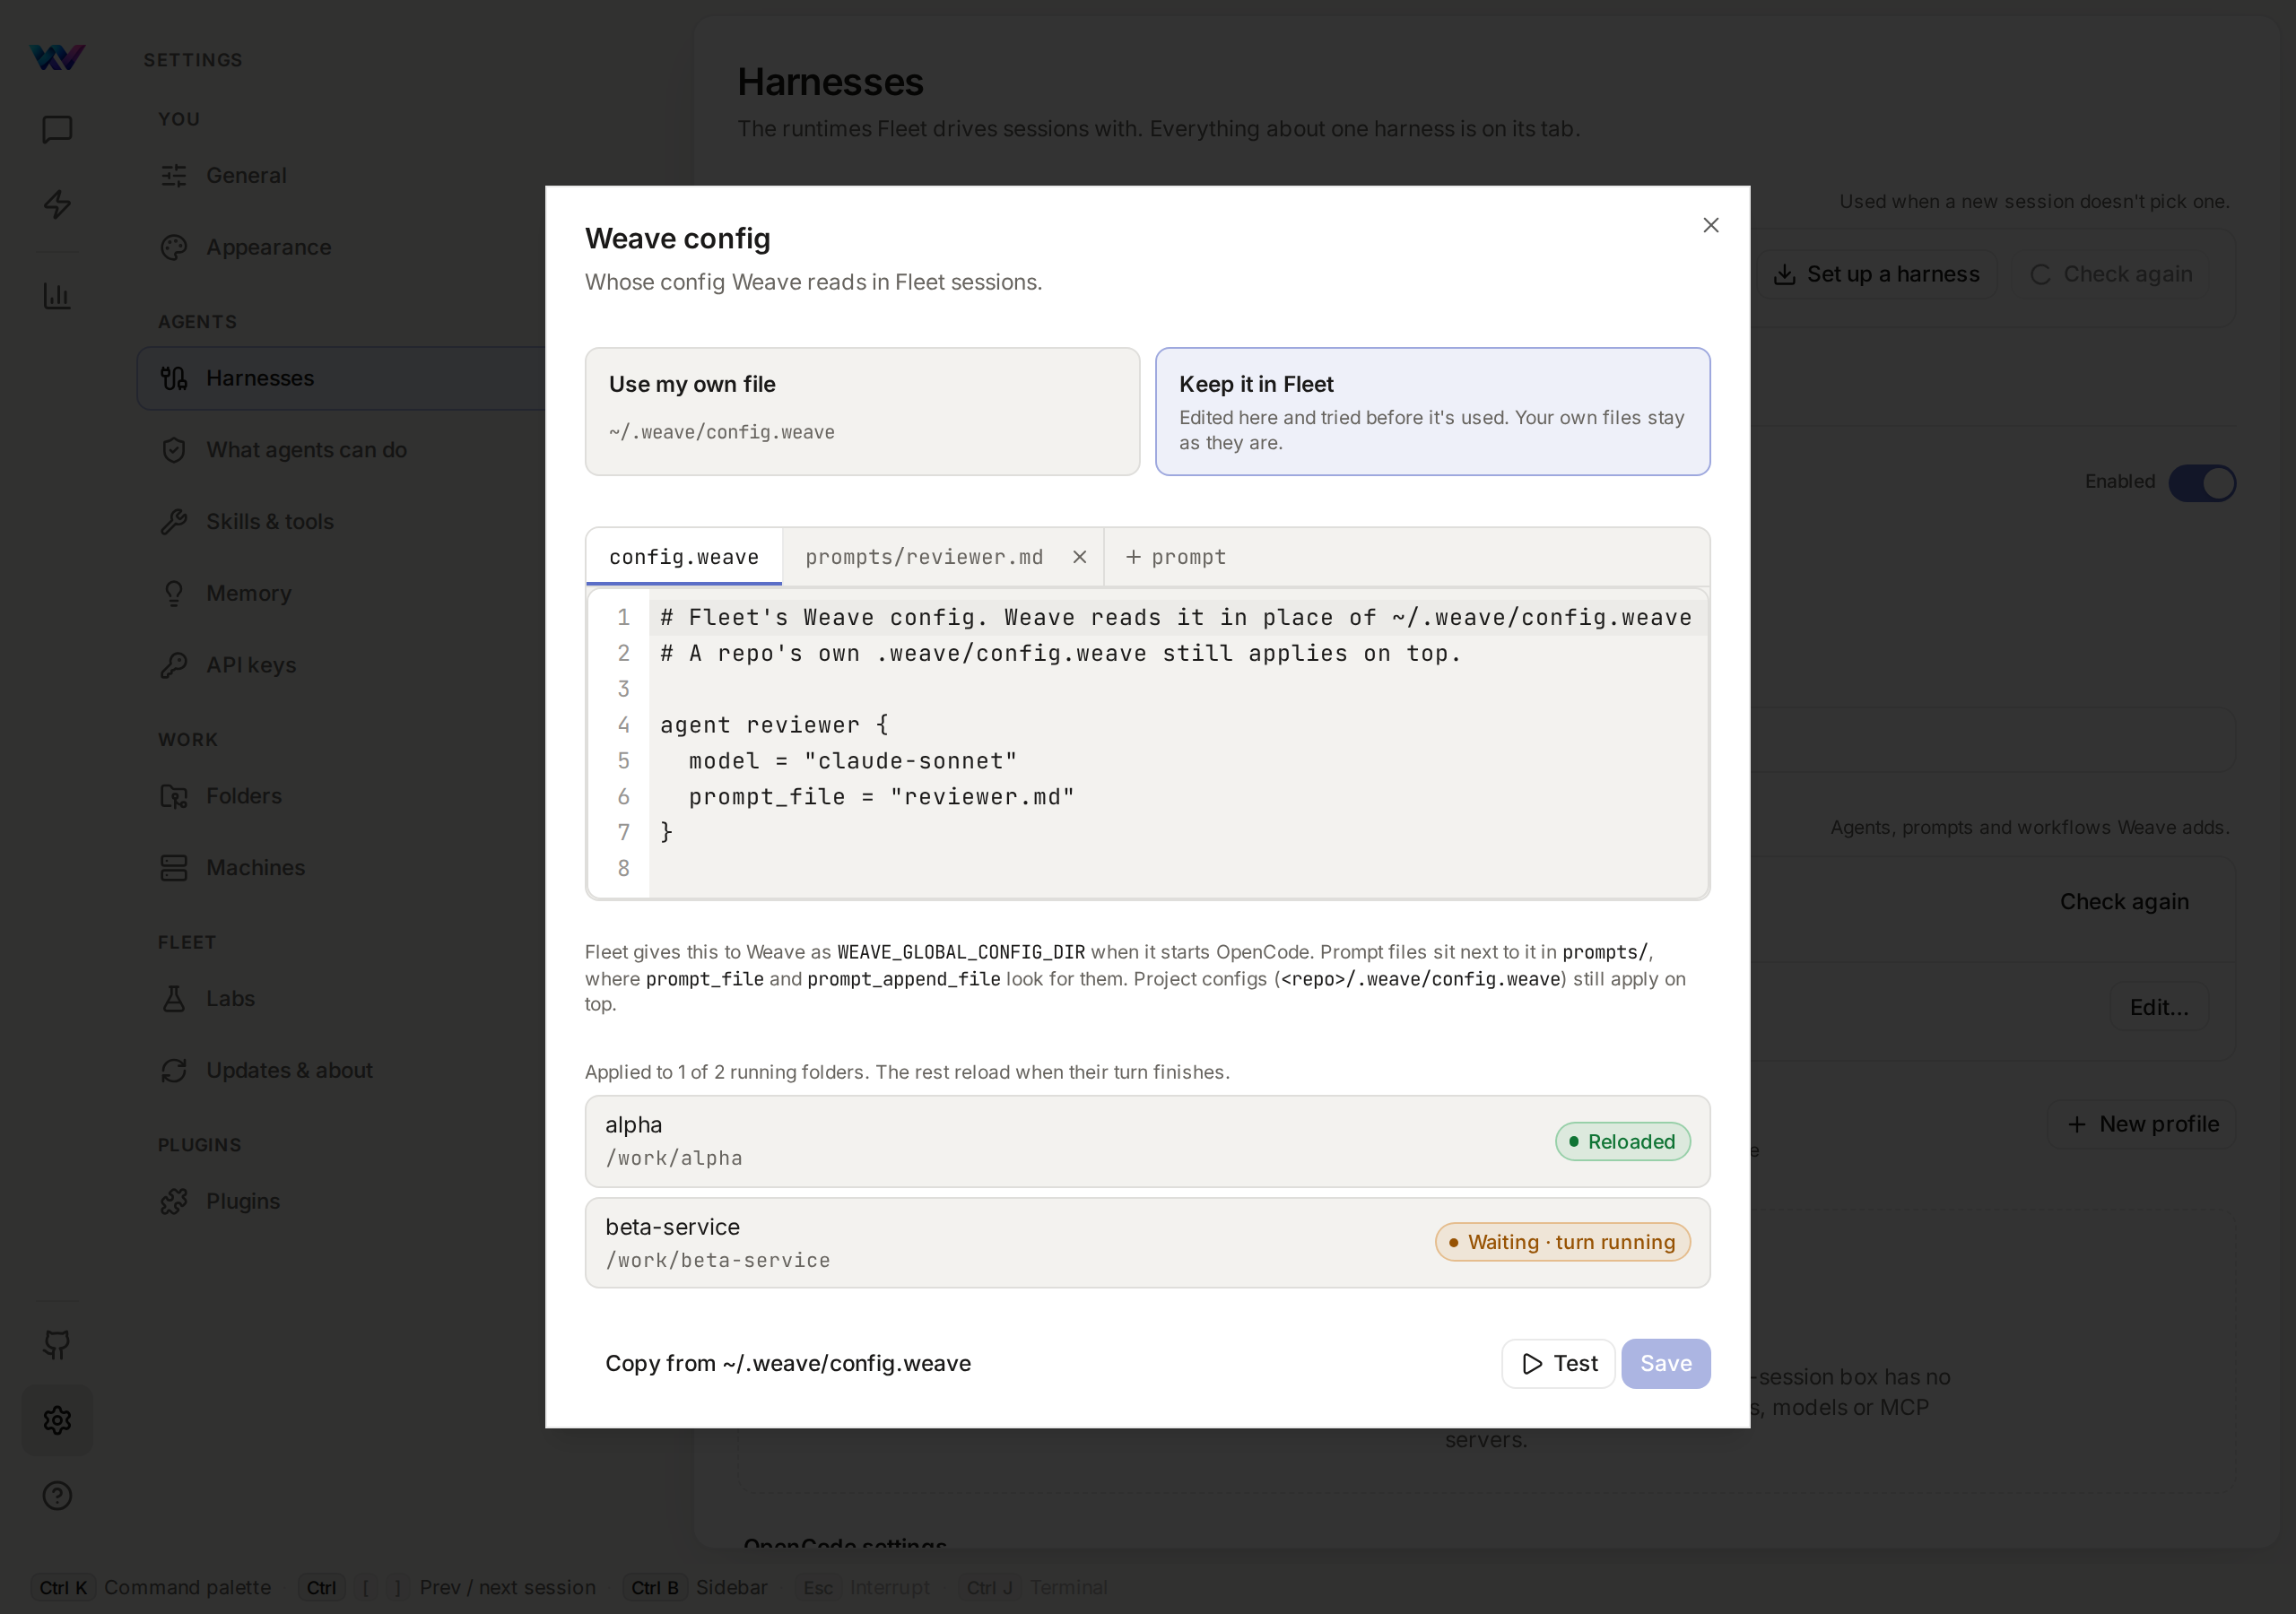 SETTINGS
YOU
General
Appearance
AGENTS
Harnesses
What agents can do
Skills & tools
Memory
API keys
WORK
Folders
Machines
FLEET
Labs
Updates & about
PLUGINS
Plugins
Harnesses
The runtimes Fleet drives sessions with. Everything about one harness is on its tab.
Used when a new session doesn't pick one.
Set up a harness
Check again
Enabled
Agents, prompts and workflows Weave adds.
Check again
Edit...
New profile
e
-session box has no
s, models or MCP
servers.
OpenCode settings
Weave config
Whose config Weave reads in Fleet sessions.
Use my own file
~/.weave/config.weave
Keep it in Fleet
Edited here and tried before it's used. Your own files stay
as they are.
config.weave
prompts/reviewer.md
+ prompt
1 # Fleet's Weave config. Weave reads it in place of ~/.weave/config.weave
2 # A repo's own .weave/config.weave still applies on top.
3
4 agent reviewer {
5 model = "claude-sonnet"
6 prompt_file = "reviewer.md"
7 }
8
Fleet gives this to Weave as WEAVE_GLOBAL_CONFIG_DIR when it starts OpenCode. Prompt files sit next to it in prompts/,
where prompt_file and prompt_append_file look for them. Project configs (<repo>/.weave/config.weave) still apply on
top.
Applied to 1 of 2 running folders. The rest reload when their turn finishes.
alpha
/work/alpha
Reloaded
beta-service
/work/beta-service
Waiting · turn running
Copy from ~/.weave/config.weave
Test
Save
Ctrl K Command palette · Ctrl [ ] Prev / next session · Ctrl B Sidebar Esc Interrupt Ctrl J Terminal